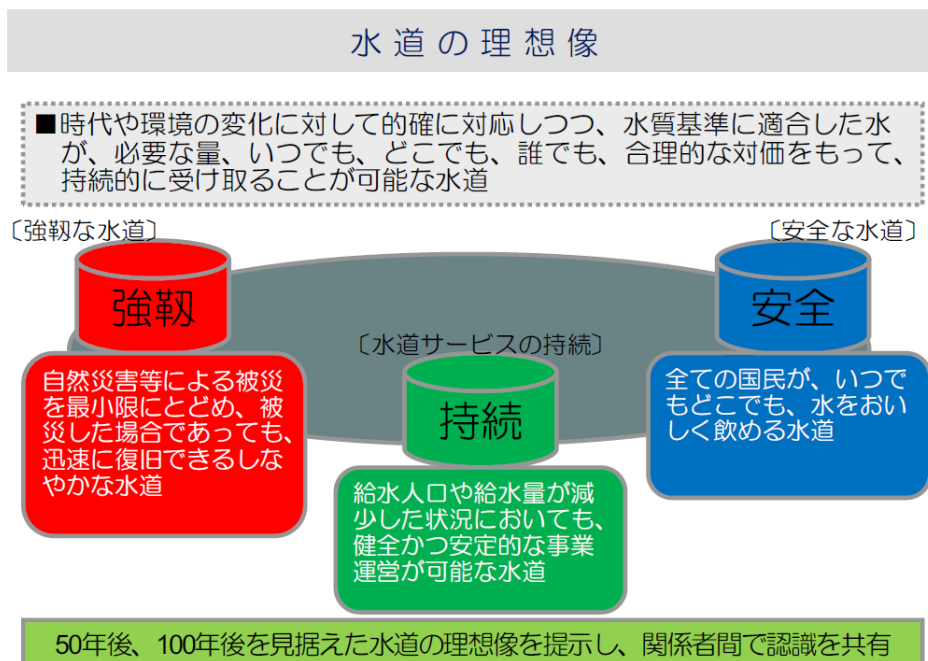 水道の理想像
■時代や環境の変化に対して的確に対応しつつ、水質基準に適合した水
が、必要な量、いつでも、どこでも、誰でも、合理的な対価をもって、
持続的に受け取ることが可能な水道
〔強靱な水道〕
強靱
自然災害等による被災
を最小限にとどめ、被
災した場合であっても、
迅速に復旧できるしな
やかな水道
〔水道サービスの持続〕
持続
給水人口や給水量が減
少した状況においても、
健全かつ安定的な事業
運営が可能な水道
〔安全な水道〕
安全
全ての国民が、いつで
もどこでも、水をおい
しく飲める水道
50年後、100年後を見据えた水道の理想像を提示し、関係者間で認識を共有